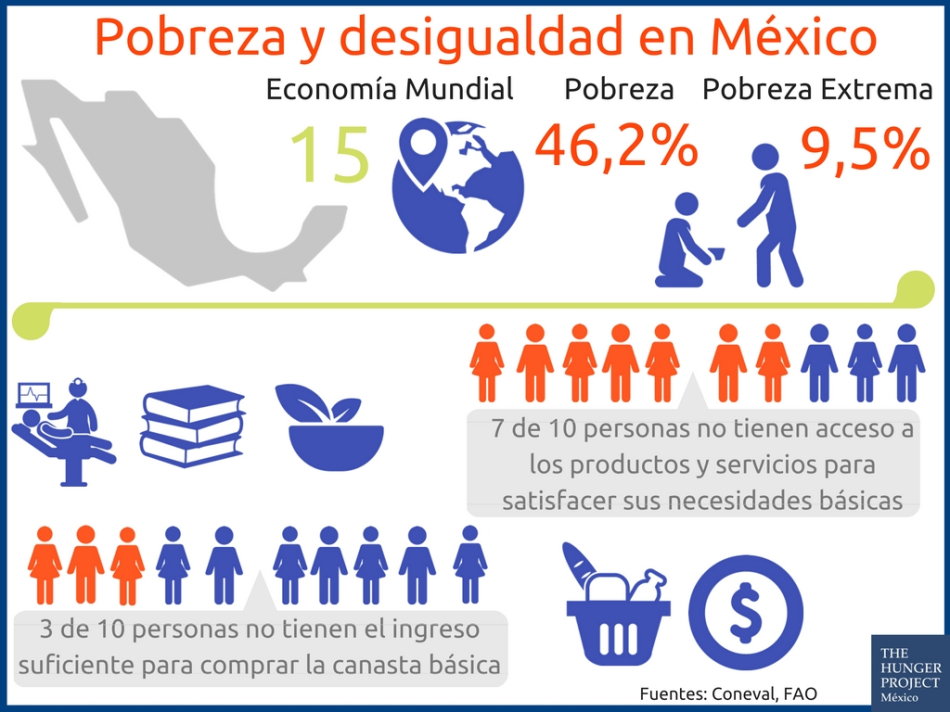 Pobreza y desigualdad en México
Economía Mundial
15
Pobreza
46,2%
Pobreza Extrema
9,5%
7 de 10 personas no tienen acceso a
los productos y servicios para
satisfacer sus necesidades básicas
3 de 10 personas no tienen el ingreso
suficiente para comprar la canasta básica
$
Fuentes: Coneval, FAO
THE
HUNGER
PROJECT
México